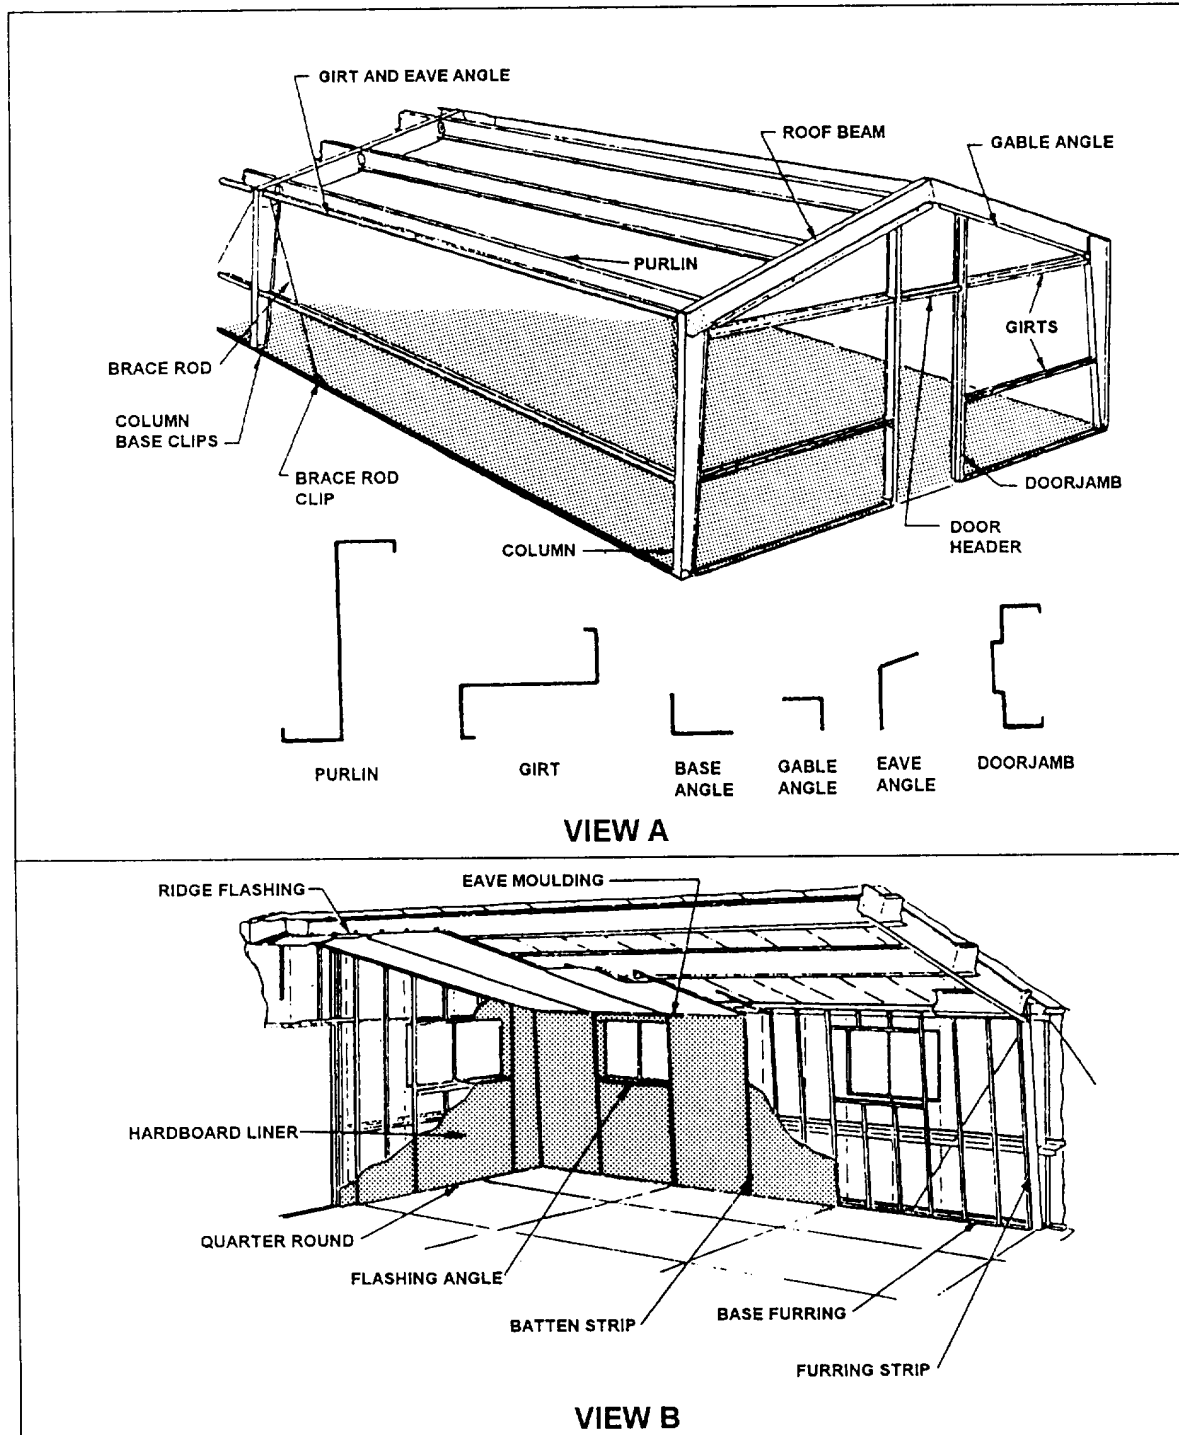 GIRT AND EAVE ANGLE
ROOF BEAM
GABLE ANGLE
PURLIN
GIRTS
BRACE ROD
COLUMN
BASE CLIPS
BRACE ROD
CLIP
DOORJAMB
COLUMN
DOOR
HEADER
PURLIN
GIRT
BASE
ANGLE
GABLE
ANGLE
EAVE
ANGLE
DOORJAMB
VIEW A
RIDGE FLASHING
EAVE MOULDING
HARDBOARD LINER
QUARTER ROUND
FLASHING ANGLE
BATTEN STRIP
BASE FURRING
FURRING STRIP
VIEW B